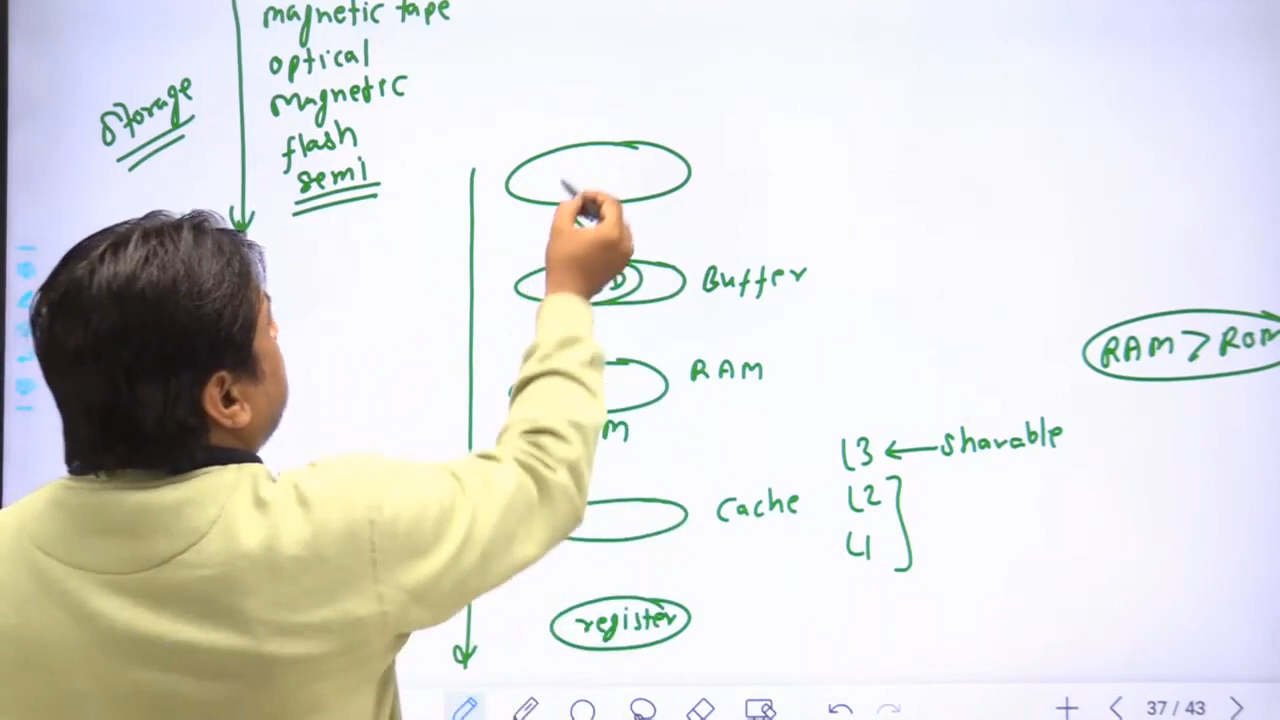 magnetic tape
optical
magnetic
flash
semi
Storage
Buffer
RAM
RAM > ROM
L3 ← Sharable
L2
L1
Cache
register
37 / 43